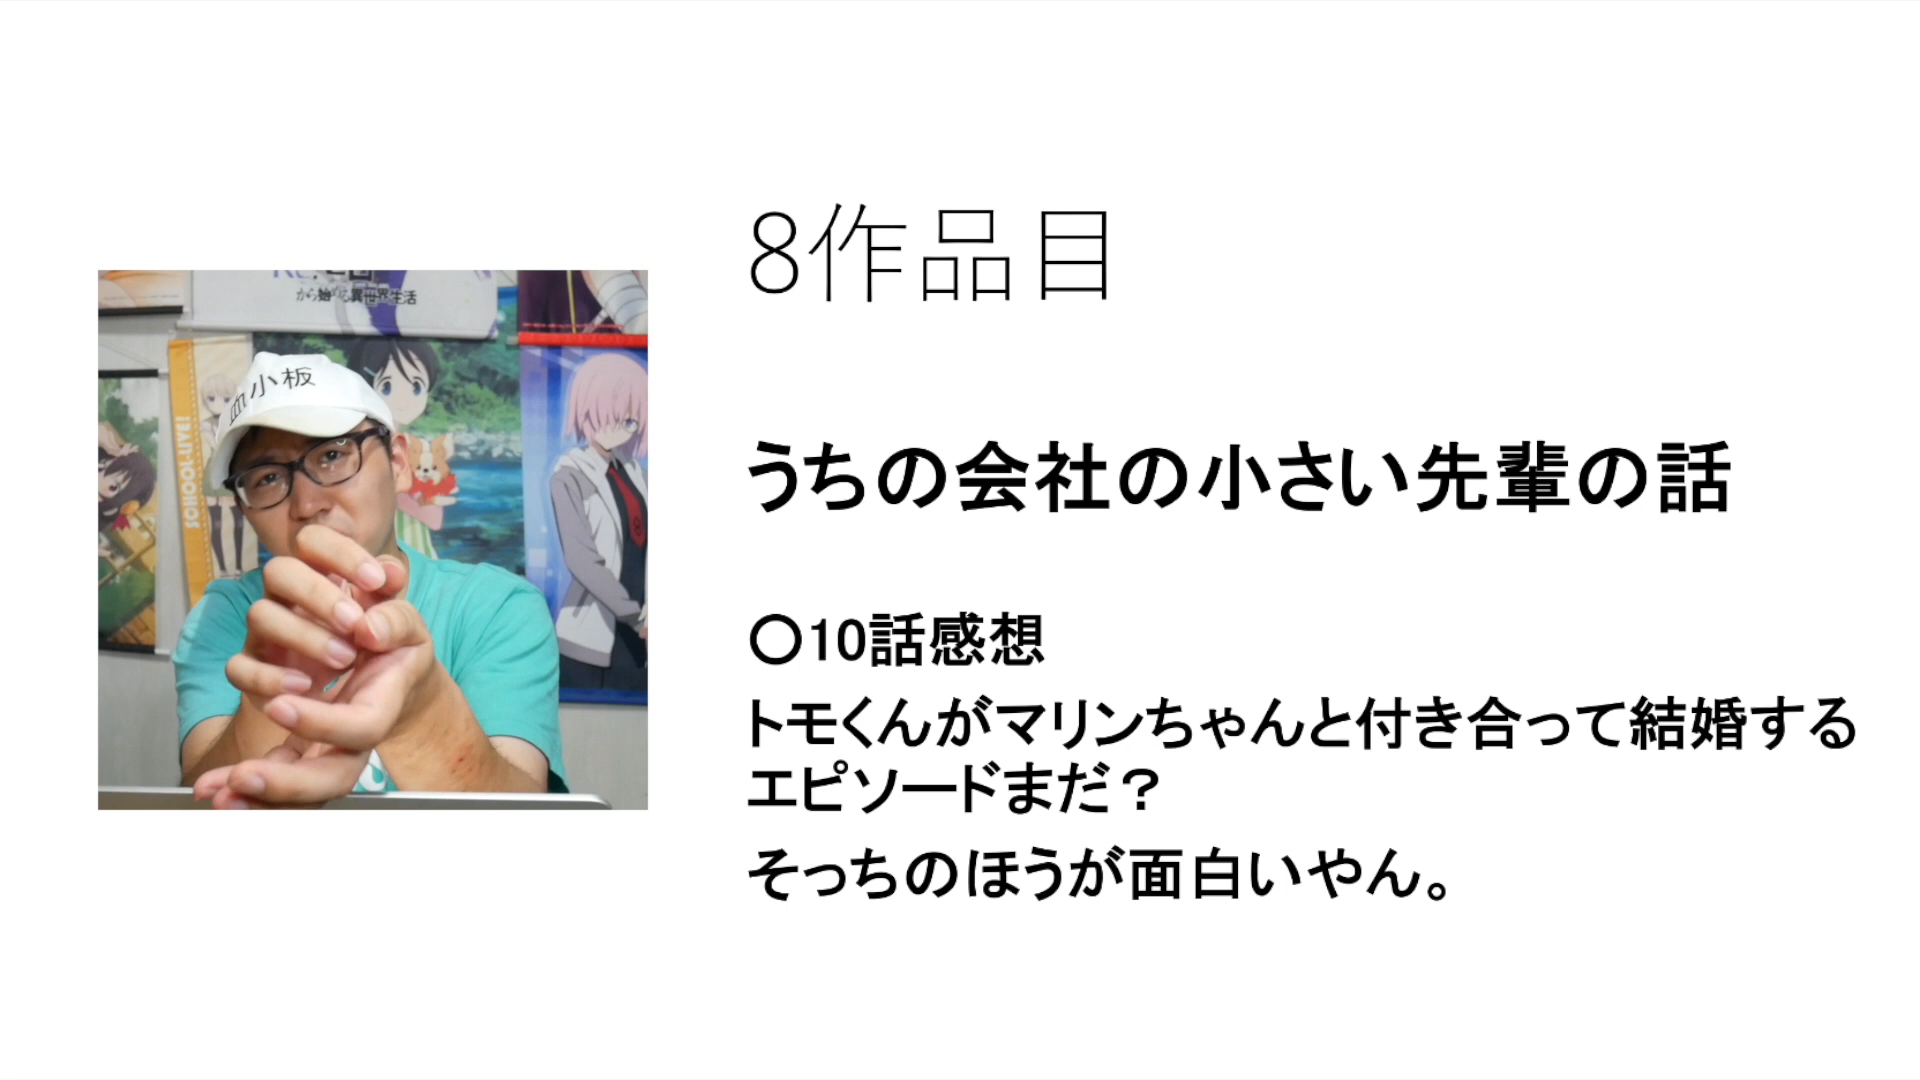 8作品目
うちの会社の小さい先輩の話
〇10話感想
トモくんがマリンちゃんと付き合って結婚する
エピソードまだ？
そっちのほうが面白いやん。
から始める異世界生活
血小板
SCHOOL-LIVE!